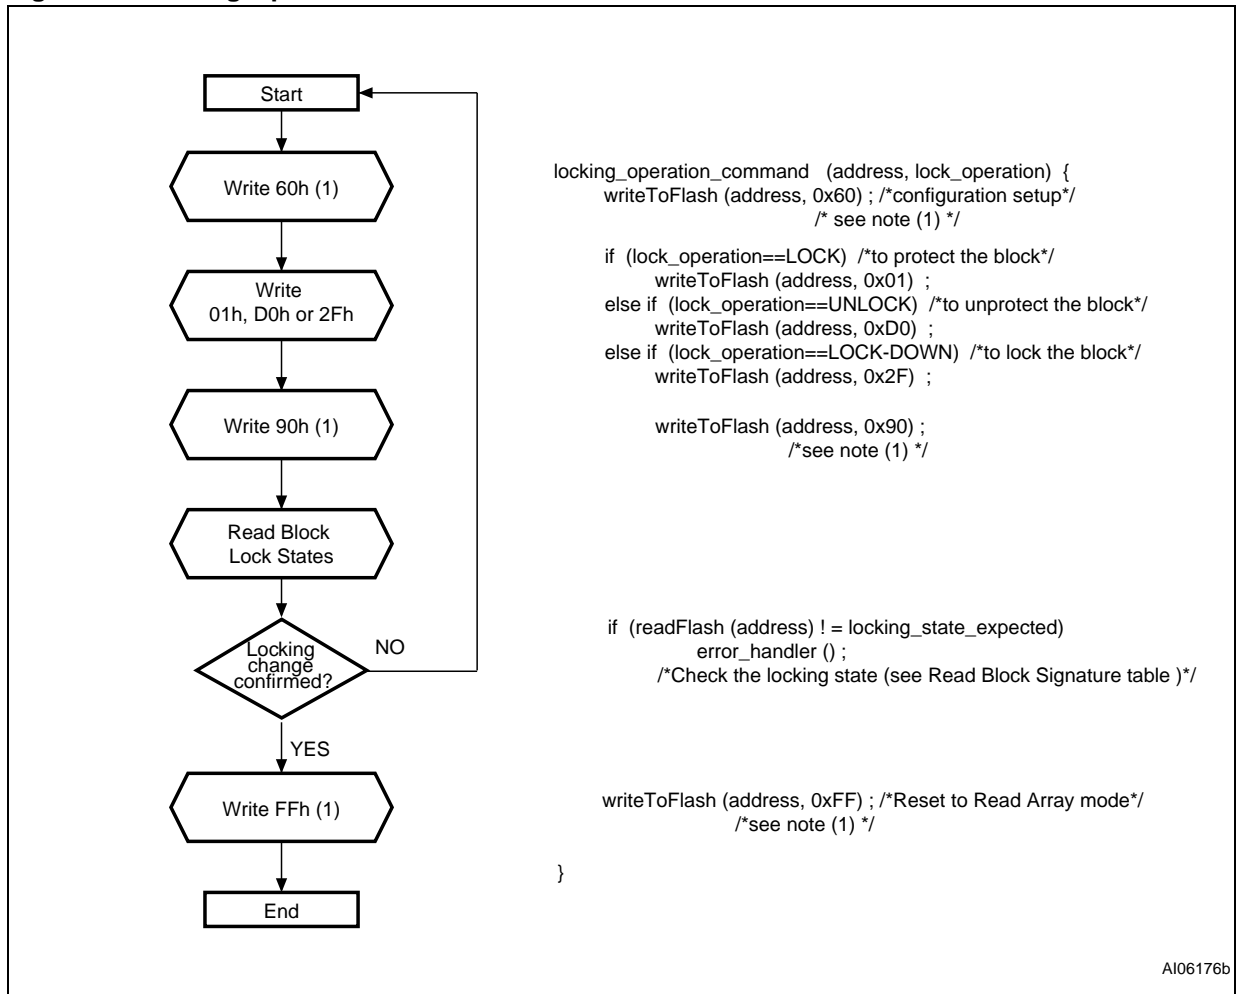 Start
Write 60h (1)
Write
01h, D0h or 2Fh
Write 90h (1)
Read Block
Lock States
Locking
change
confirmed?
NO
YES
Write FFh (1)
End
locking_operation_command (address, lock_operation) {
writeToFlash (address, 0x60) ; /*configuration setup*/
/* see note (1) */
if (lock_operation==LOCK) /*to protect the block*/
writeToFlash (address, 0x01) ;
else if (lock_operation==UNLOCK) /*to unprotect the block*/
writeToFlash (address, 0xD0) ;
else if (lock_operation==LOCK-DOWN) /*to lock the block*/
writeToFlash (address, 0x2F) ;
writeToFlash (address, 0x90) ;
/*see note (1) */
if (readFlash (address) ! = locking_state_expected)
error_handler () ;
/*Check the locking state (see Read Block Signature table )*/
writeToFlash (address, 0xFF) ; /*Reset to Read Array mode*/
/*see note (1) */
}
AI06176b